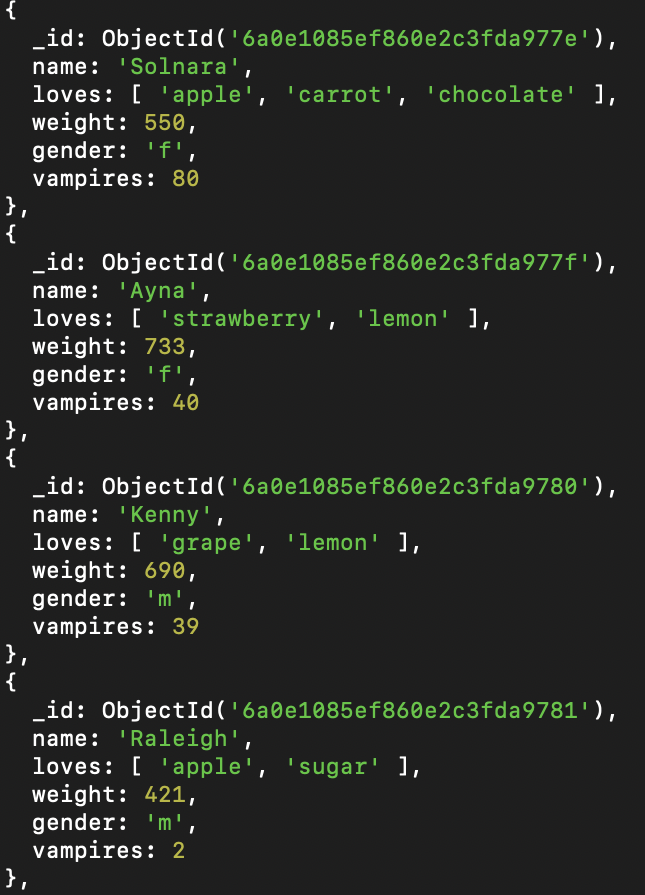 {
  _id: ObjectId('6a0e1085ef860e2c3fda977e'),
  name: 'Solnara',
  loves: [ 'apple', 'carrot', 'chocolate' ],
  weight: 550,
  gender: 'f',
  vampires: 80
},
{
  _id: ObjectId('6a0e1085ef860e2c3fda977f'),
  name: 'Ayna',
  loves: [ 'strawberry', 'lemon' ],
  weight: 733,
  gender: 'f',
  vampires: 40
},
{
  _id: ObjectId('6a0e1085ef860e2c3fda9780'),
  name: 'Kenny',
  loves: [ 'grape', 'lemon' ],
  weight: 690,
  gender: 'm',
  vampires: 39
},
{
  _id: ObjectId('6a0e1085ef860e2c3fda9781'),
  name: 'Raleigh',
  loves: [ 'apple', 'sugar' ],
  weight: 421,
  gender: 'm',
  vampires: 2
},